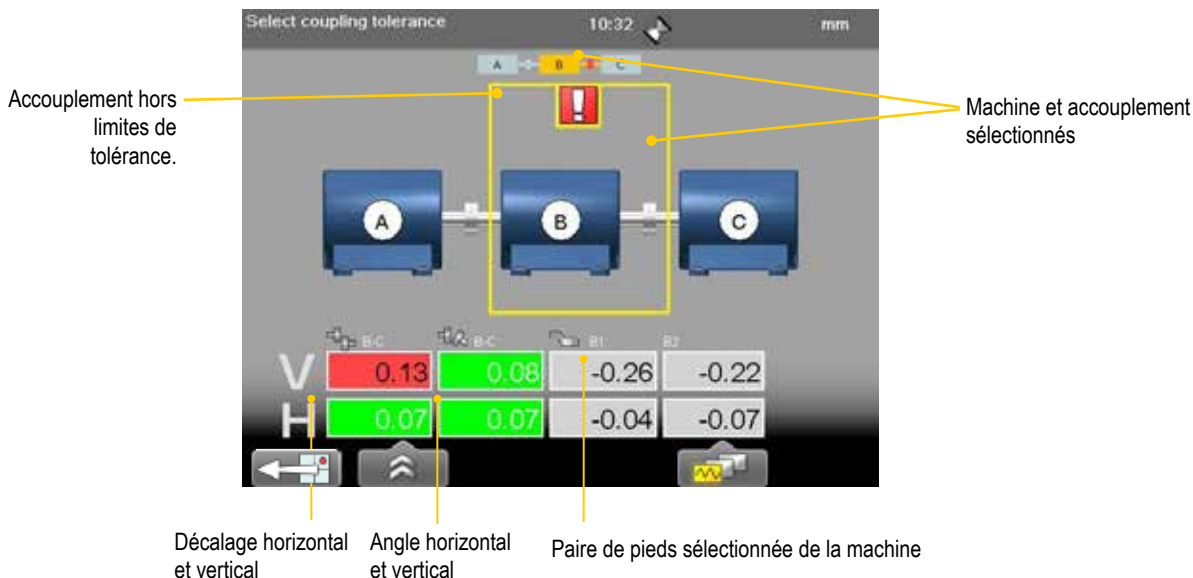 Select coupling tolerance 10:32 mm
A B C
Accouplement hors
limites de
tolérance.
!
Machine et accouplement
sélectionnés
A B C
B-C B-C B1 B2
V 0.13 0.08 -0.26 -0.22
H 0.07 0.07 -0.04 -0.07
Décalage horizontal
et vertical
Angle horizontal
et vertical
Paire de pieds sélectionnée de la machine